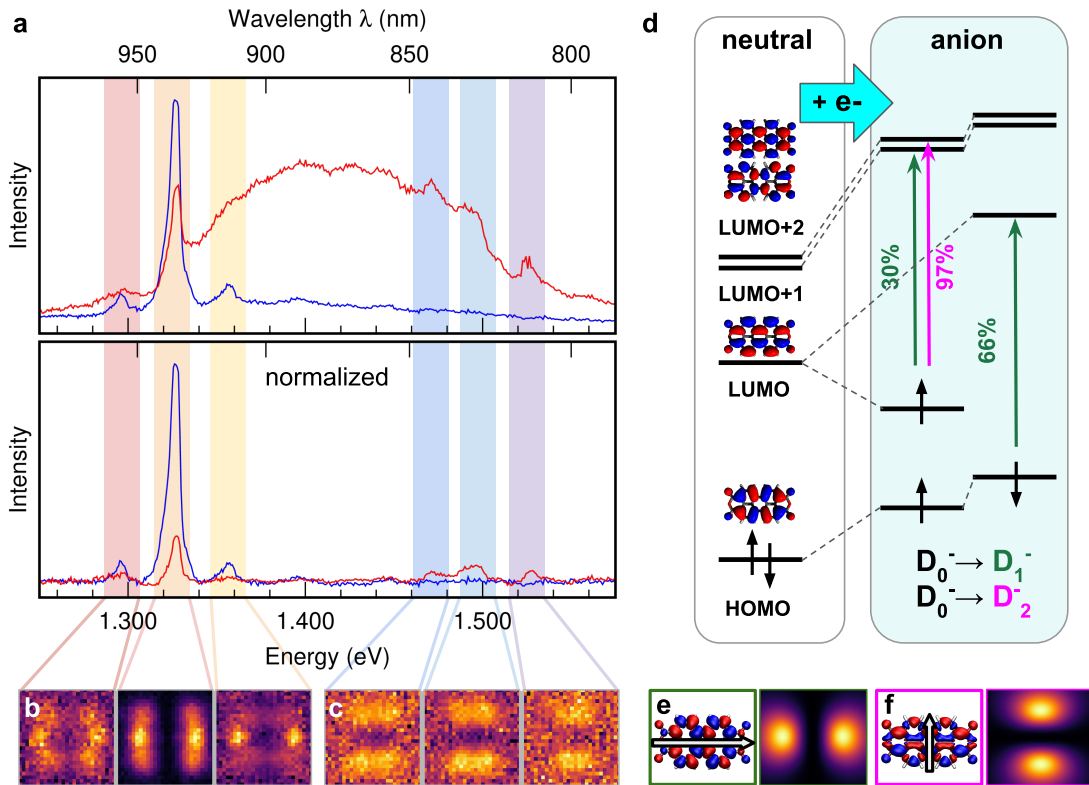 a
Wavelength λ (nm)
950 900 850 800
Intensity
normalized
Intensity
1.300 1.400 1.500
Energy (eV)
b
c
d
neutral
anion
+ e-
LUMO+2
LUMO+1
LUMO
HOMO
30%
97%
66%
D0- → D1-
D0- → D-2
e
f